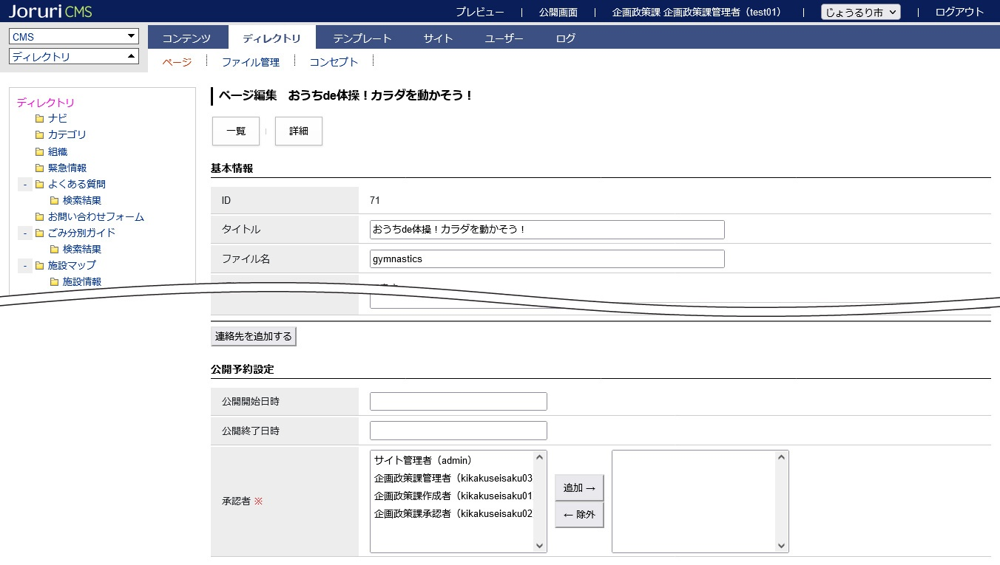 Joruri CMS
プレビュー | 公開画面 | 企画政策課 企画政策課管理者（test01） | じょうるり市 | ログアウト
CMS
ディレクトリ
コンテンツ ディレクトリ テンプレート サイト ユーザー ログ
ページ ファイル管理 コンセプト
ディレクトリ
ナビ
カテゴリ
組織
緊急情報
- よくある質問
検索結果
お問い合わせフォーム
- ごみ分別ガイド
検索結果
- 施設マップ
施設情報
ページ編集　おうちde体操！カラダを動かそう！
一覧 | 詳細
基本情報
ID 71
タイトル おうちde体操！カラダを動かそう！
ファイル名 gymnastics
連絡先を追加する
公開予約設定
公開開始日時
公開終了日時
承認者 ※
サイト管理者（admin）
企画政策課管理者（kikakuseisaku03
企画政策課作成者（kikakuseisaku01
企画政策課承認者（kikakuseisaku02
追加 →
← 除外